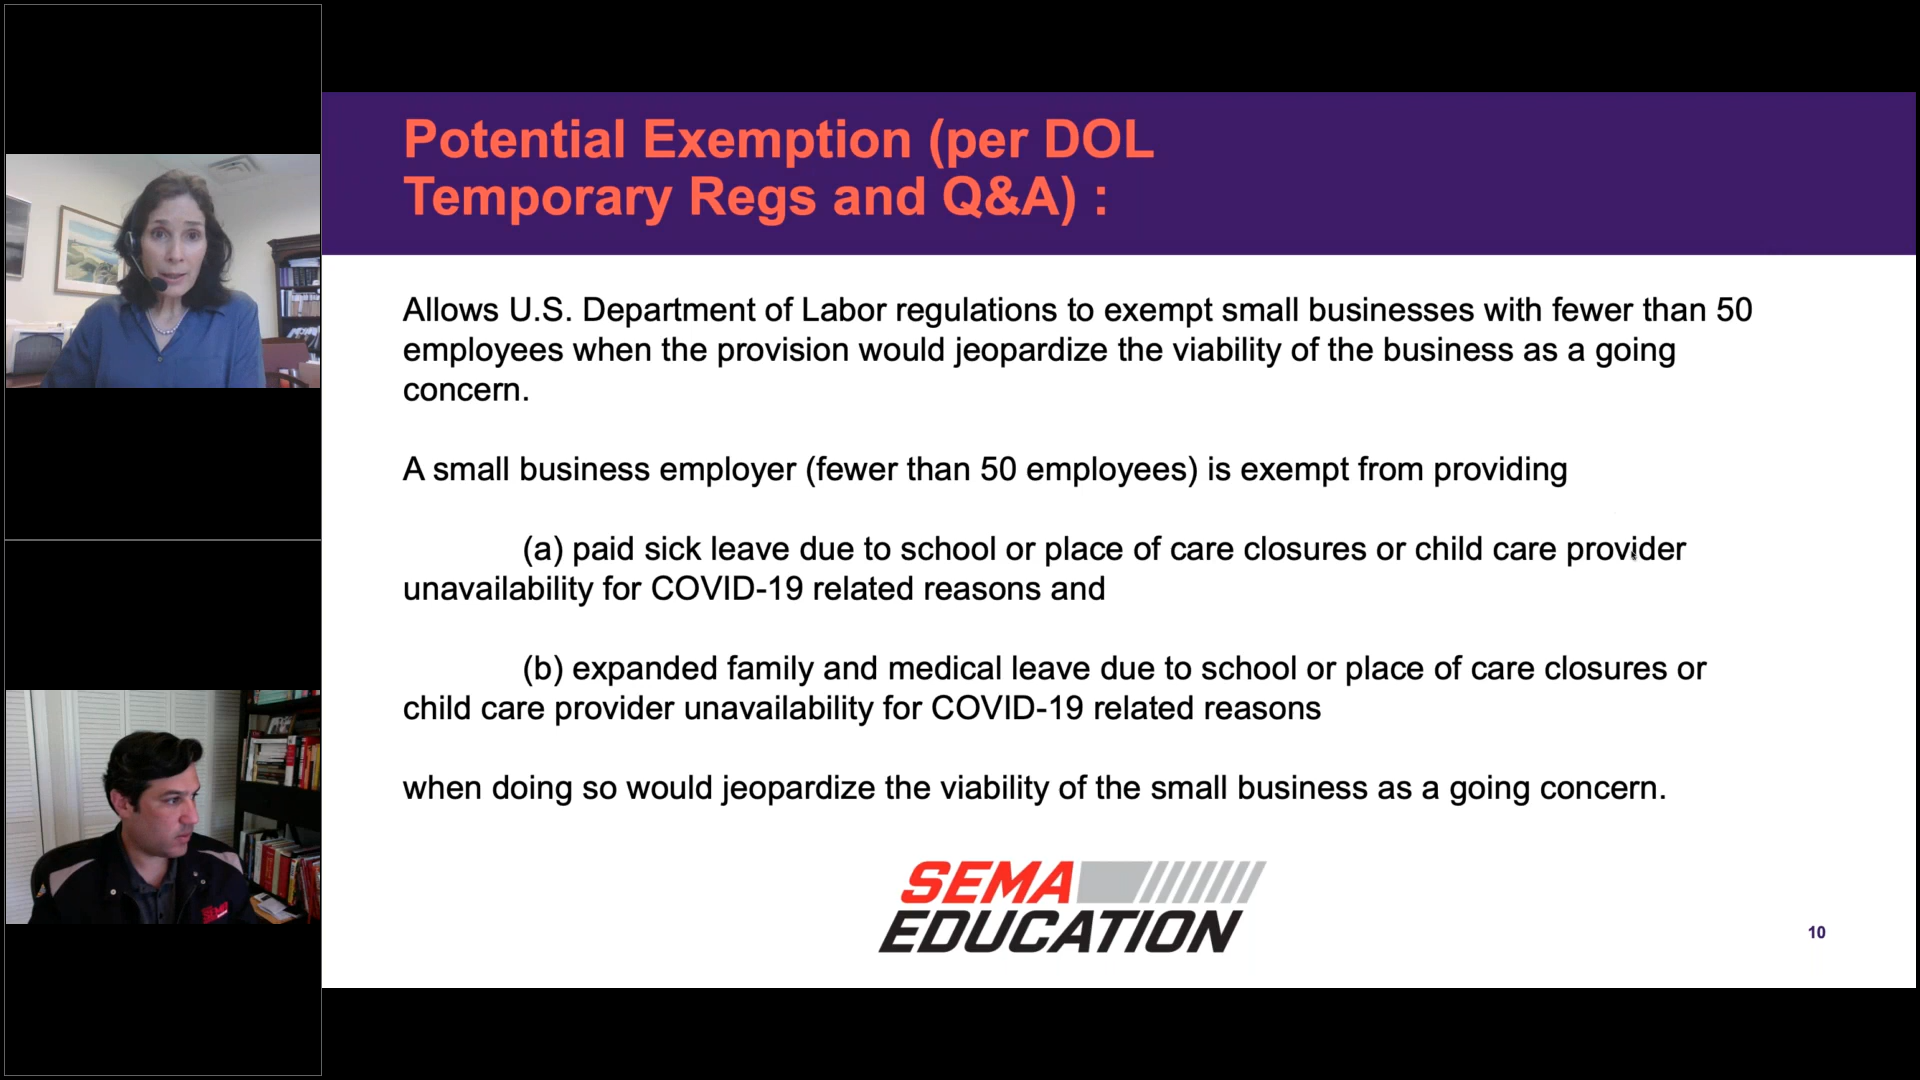 Potential Exemption (per DOL
Temporary Regs and Q&A) :
Allows U.S. Department of Labor regulations to exempt small businesses with fewer than 50
employees when the provision would jeopardize the viability of the business as a going
concern.
A small business employer (fewer than 50 employees) is exempt from providing
(a) paid sick leave due to school or place of care closures or child care provider
unavailability for COVID-19 related reasons and
(b) expanded family and medical leave due to school or place of care closures or
child care provider unavailability for COVID-19 related reasons
when doing so would jeopardize the viability of the small business as a going concern.
SEMA
EDUCATION
10
SEMA